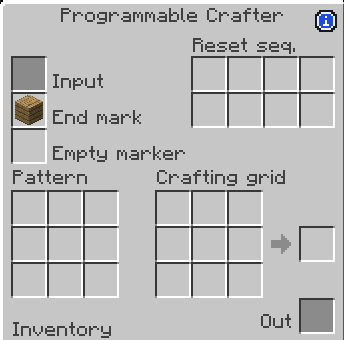 Programmable Crafter
Reset seq.
Input
End mark
Empty marker
Pattern
Crafting grid
Out
Inventory